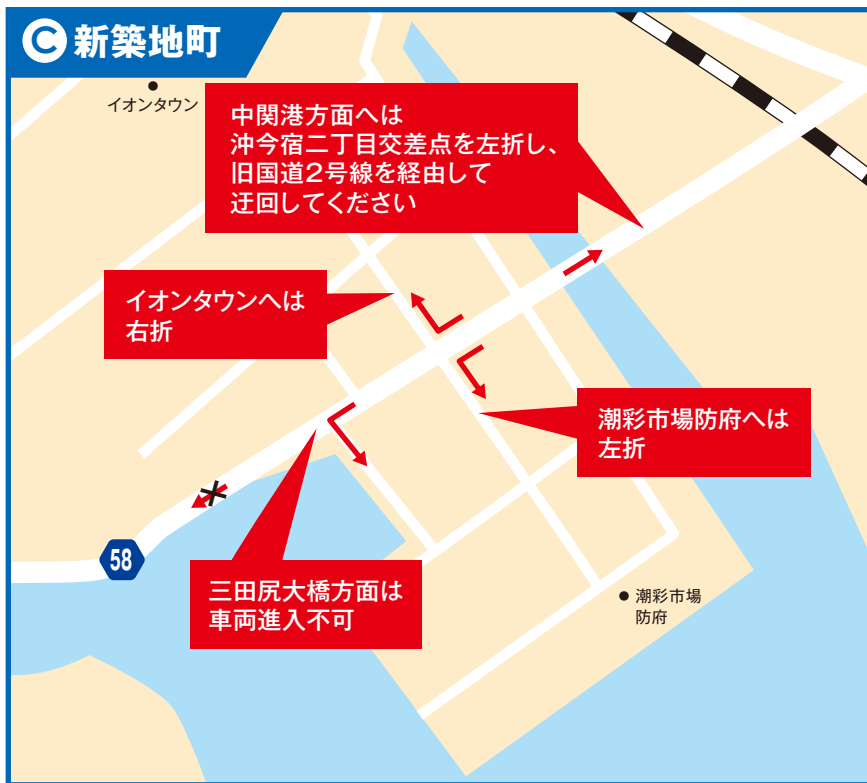 C 新築地町
イオンタウン
中関港方面へは
沖今宿二丁目交差点を左折し、
旧国道2号線を経由して
迂回してください
イオンタウンへは
右折
潮彩市場防府へは
左折
58
三田尻大橋方面は
車両進入不可
潮彩市場
防府